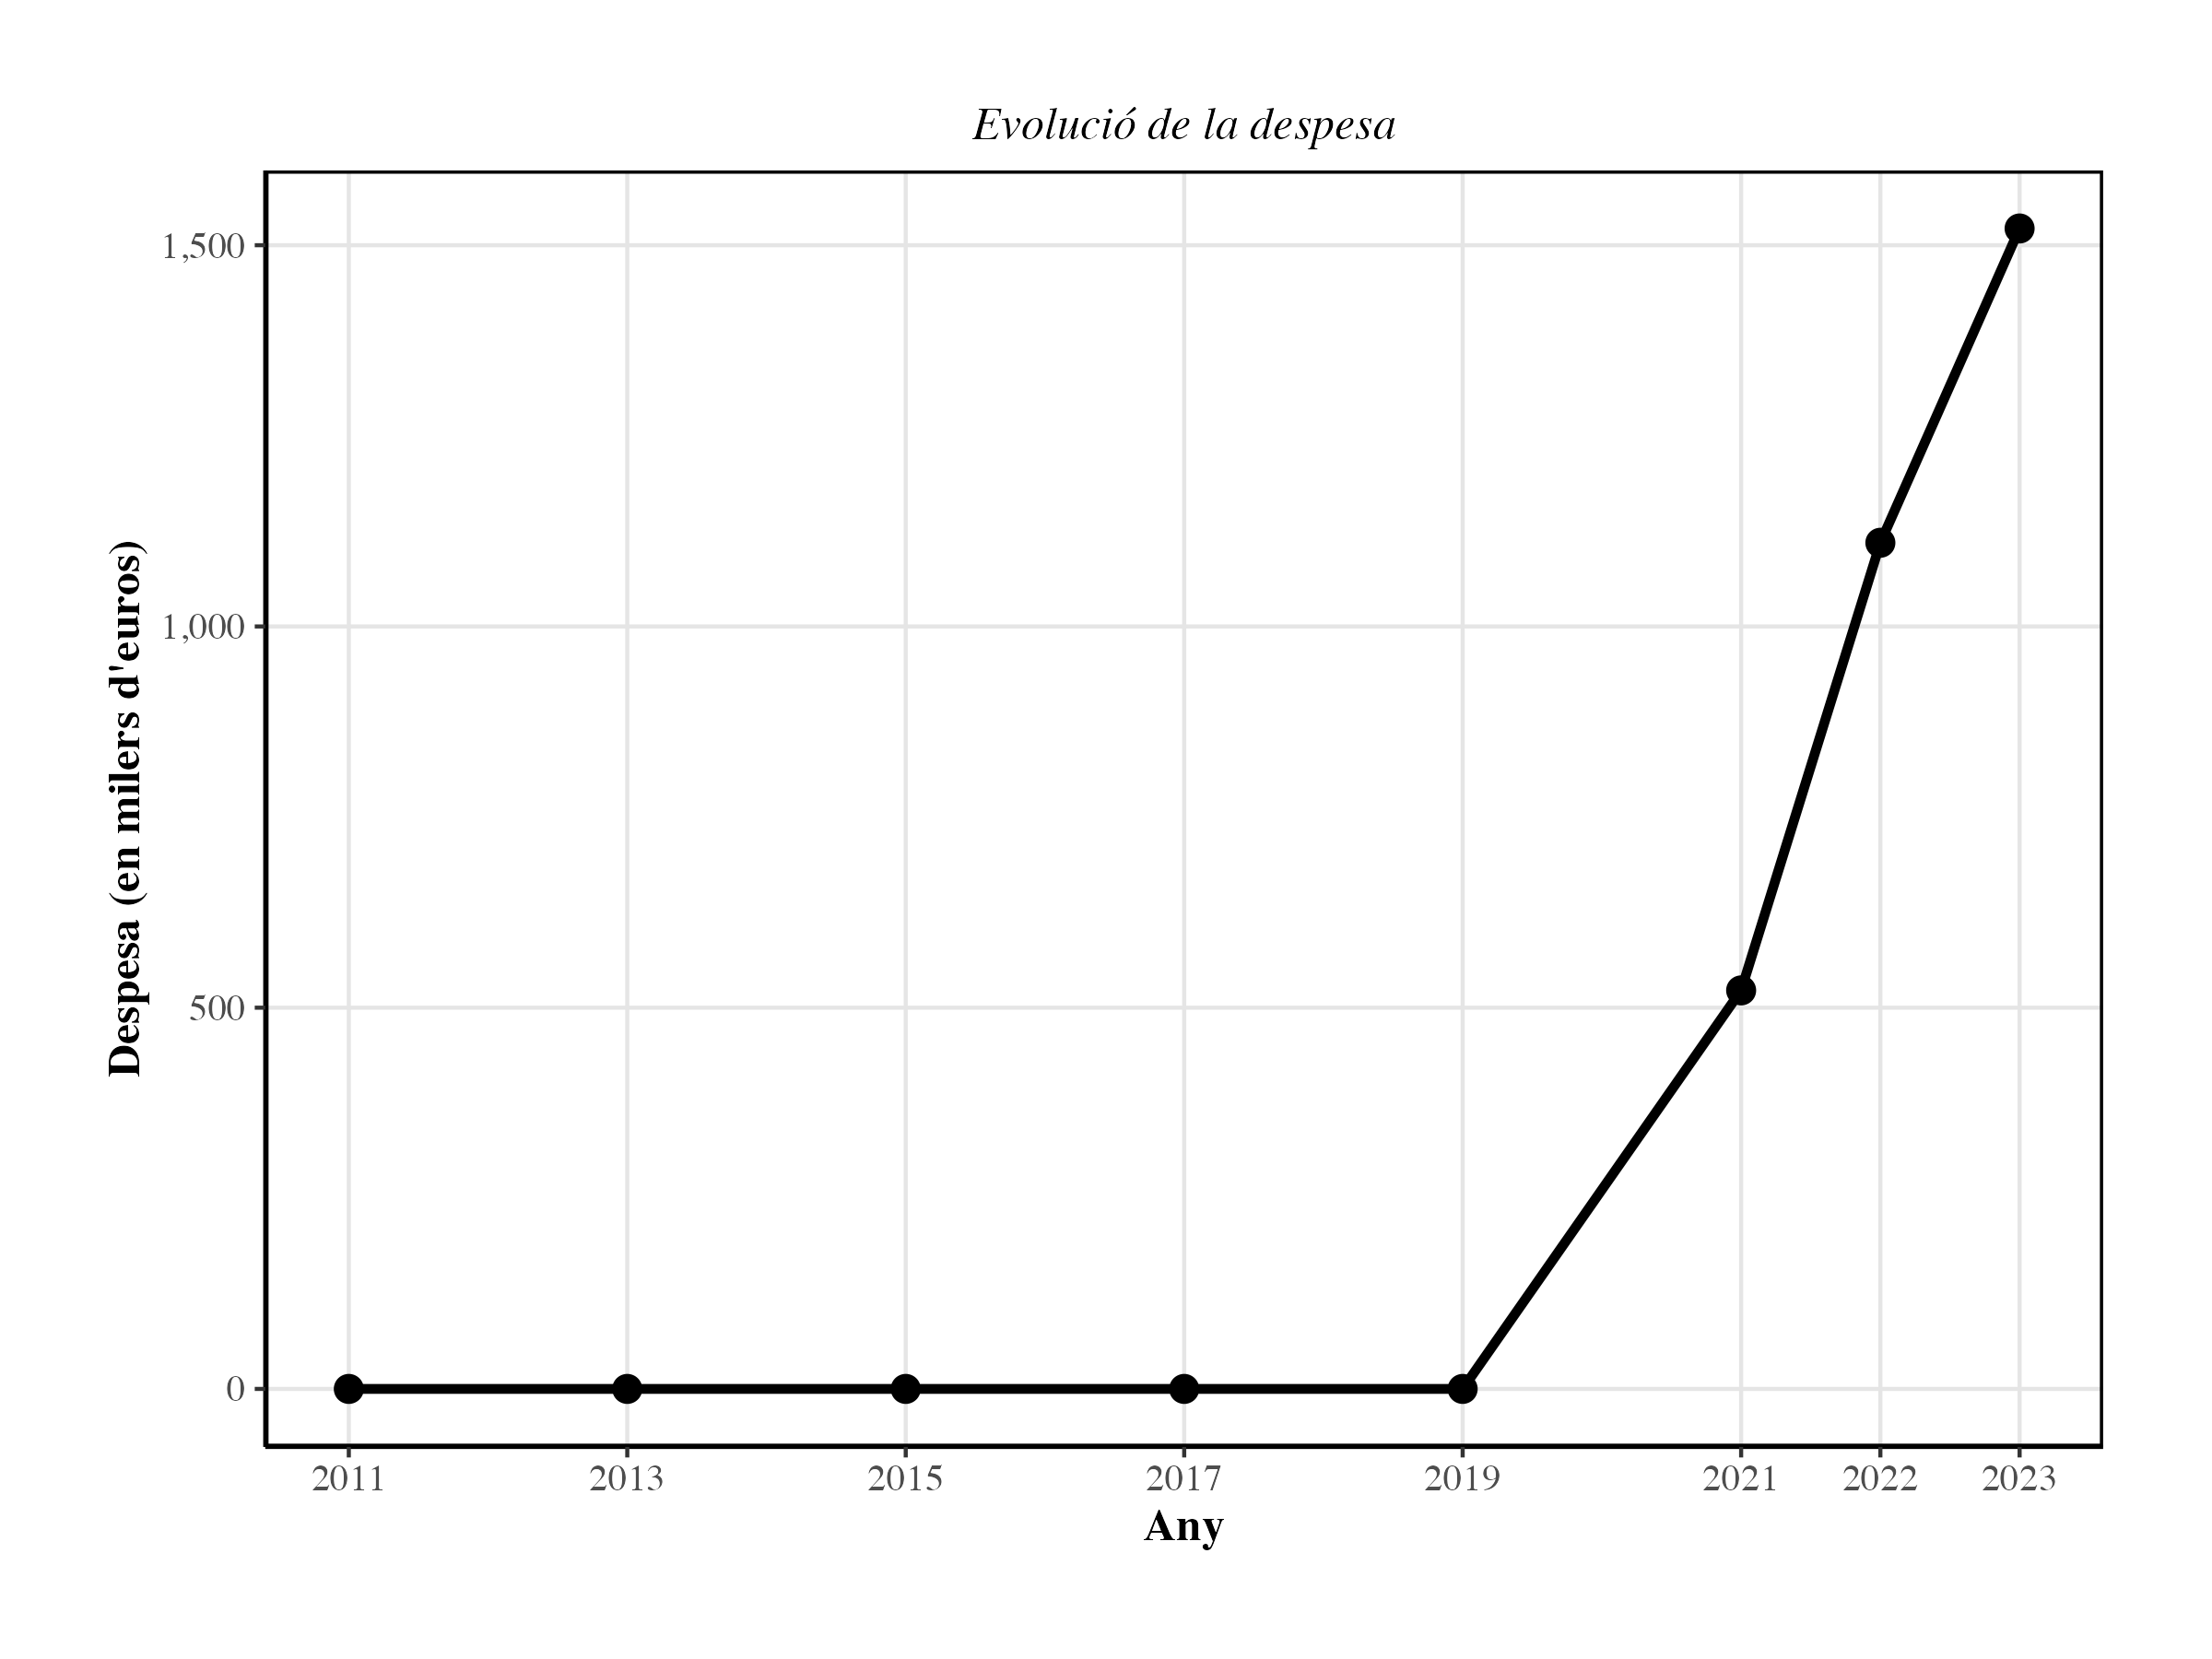 Evolució de la despesa
Despesa (en milers d'euros)
1,500
1,000
500
0
2011 2013 2015 2017 2019 2021 2022 2023
Any